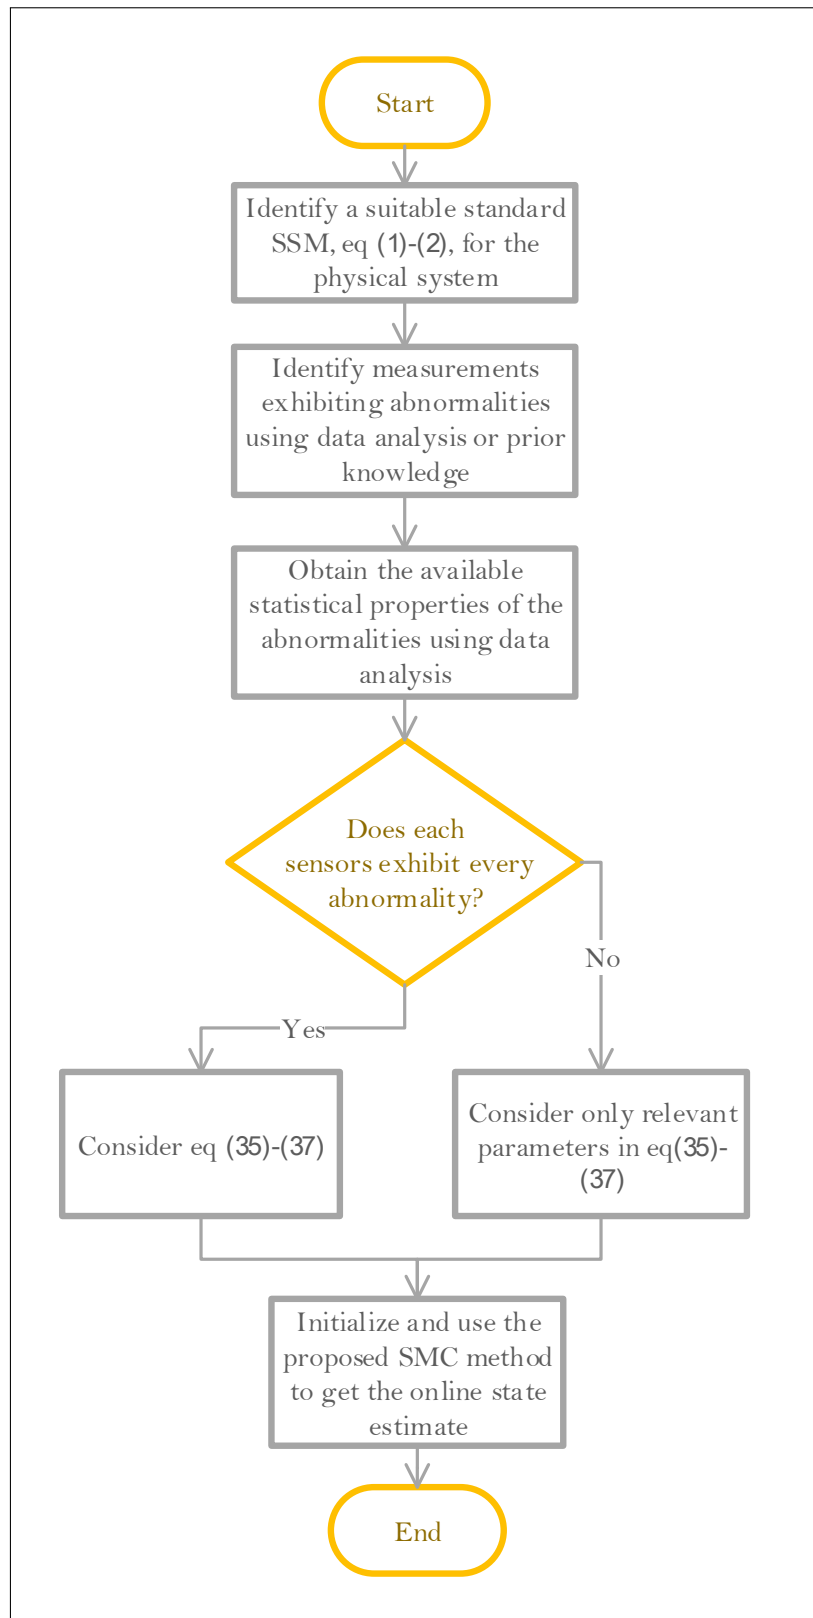 Start
Identify a suitable standard
SSM, eq (1)-(2), for the
physical system
Identify measurements
exhibiting abnormalities
using data analysis or prior
knowledge
Obtain the available
statistical properties of the
abnormalities using data
analysis
Does each
sensors exhibit every
abnormality?
No
Yes
Consider eq (35)-(37)
Consider only relevant
parameters in eq(35)-
(37)
Initialize and use the
proposed SMC method
to get the online state
estimate
End